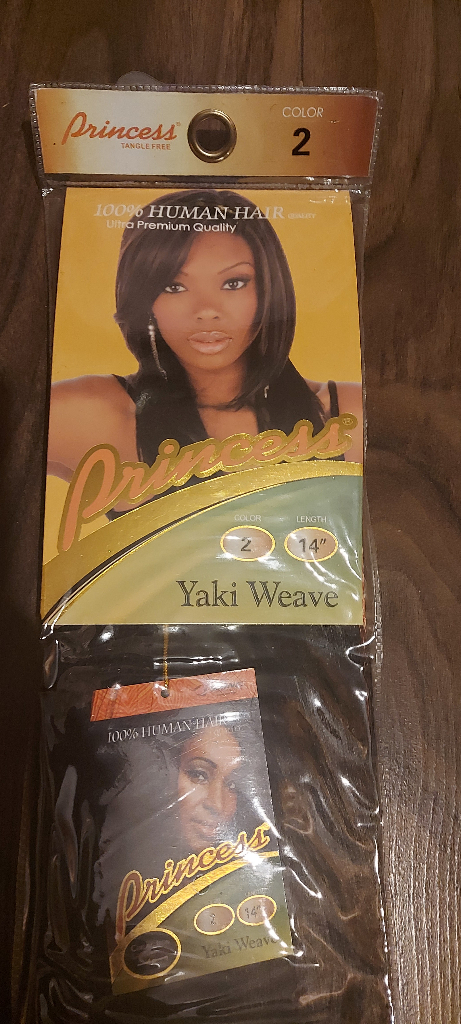 Princess®
TANGLE FREE
COLOR
2
100% HUMAN HAIR QUALITY
Ultra Premium Quality
Princess®
COLOR
2
LENGTH
14"
Yaki Weave
100% HUMAN HAIR
Princess
2
14"
Yaki Weave